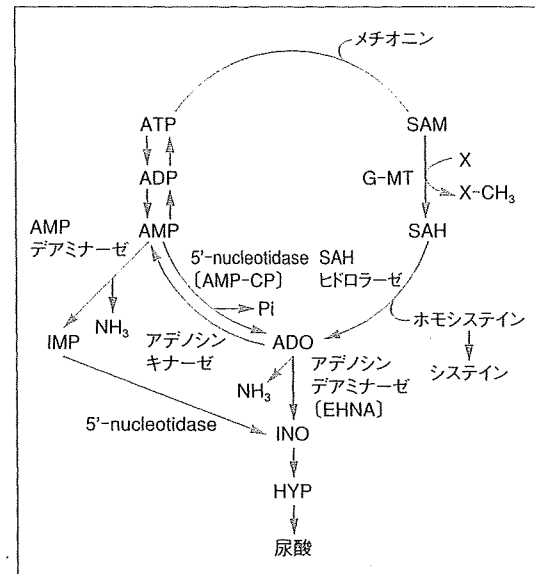 メチオニン
ATP
SAM
ADP
G-MT
X
X-CH₃
AMP
デアミナーゼ
AMP
SAH
5'-nucleotidase
〔AMP-CP〕
SAH
ヒドロラーゼ
Pi
NH₃
IMP
アデノシン
キナーゼ
ADO
ホモシステイン
システイン
NH₃
アデノシン
デアミナーゼ
〔EHNA〕
5'-nucleotidase
INO
HYP
尿酸